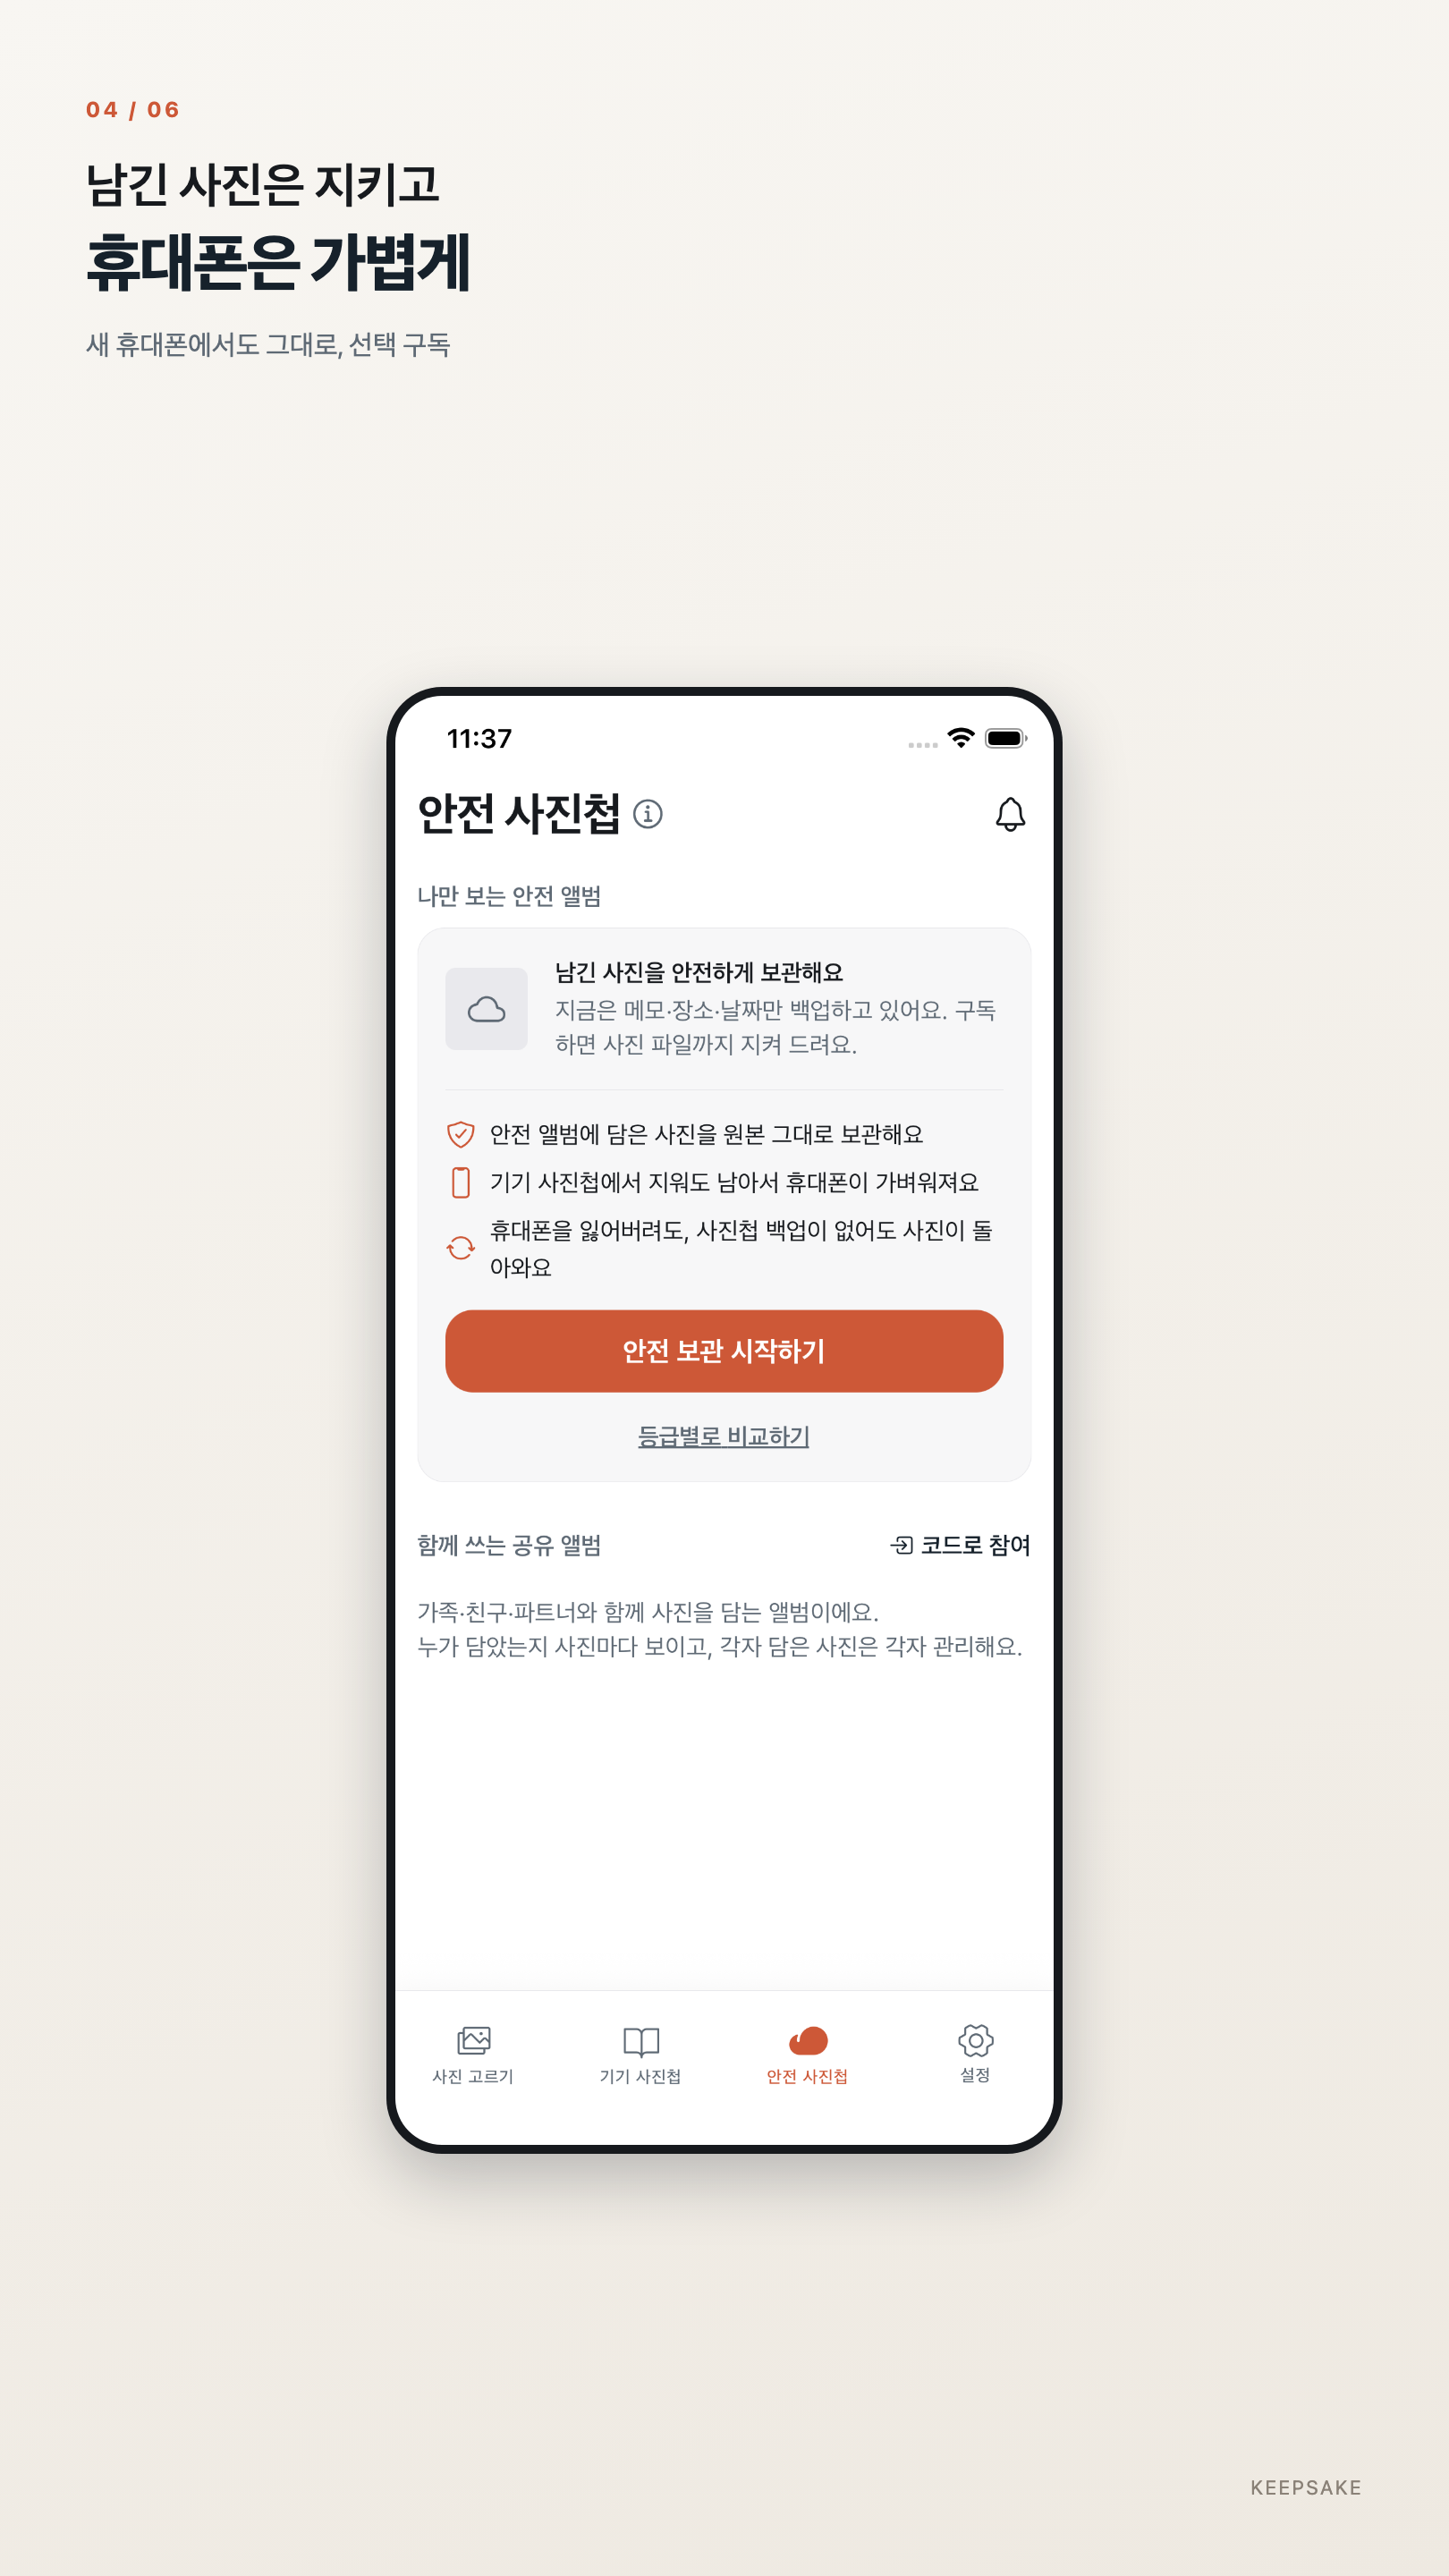 04 / 06
남긴 사진은 지키고
휴대폰은 가볍게
새 휴대폰에서도 그대로, 선택 구독
11:37
안전 사진첩
나만 보는 안전 앨범
남긴 사진을 안전하게 보관해요
지금은 메모·장소·날짜만 백업하고 있어요. 구독
하면 사진 파일까지 지켜 드려요.
안전 앨범에 담은 사진을 원본 그대로 보관해요
기기 사진첩에서 지워도 남아서 휴대폰이 가벼워져요
휴대폰을 잃어버려도, 사진첩 백업이 없어도 사진이 돌
아와요
안전 보관 시작하기
등급별로 비교하기
함께 쓰는 공유 앨범
코드로 참여
가족·친구·파트너와 함께 사진을 담는 앨범이에요.
누가 담았는지 사진마다 보이고, 각자 담은 사진은 각자 관리해요.
사진 고르기
기기 사진첩
안전 사진첩
설정
KEEPSAKE